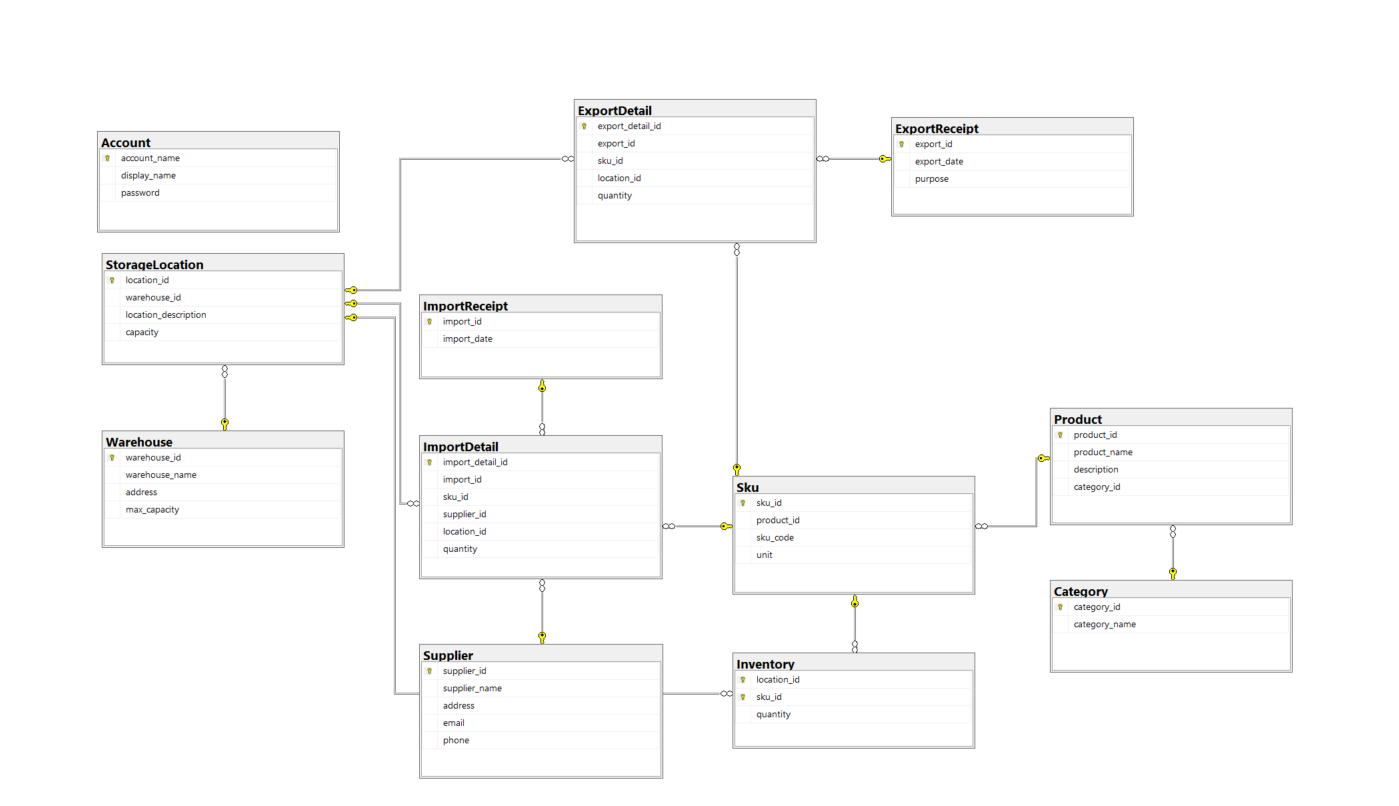 Account
account_name
display_name
password
StorageLocation
location_id
warehouse_id
location_description
capacity
Warehouse
warehouse_id
warehouse_name
address
max_capacity
ExportDetail
export_detail_id
export_id
sku_id
location_id
quantity
ExportReceipt
export_id
export_date
purpose
ImportReceipt
import_id
import_date
ImportDetail
import_detail_id
import_id
sku_id
supplier_id
location_id
quantity
Supplier
supplier_id
supplier_name
address
email
phone
Sku
sku_id
product_id
sku_code
unit
Inventory
location_id
sku_id
quantity
Product
product_id
product_name
description
category_id
Category
category_id
category_name